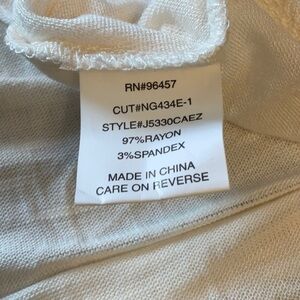 RN#96457
CUT#NG434E-1
STYLE#J5330CAEZ
97%RAYON
3%SPANDEX
MADE IN CHINA
CARE ON REVERSE